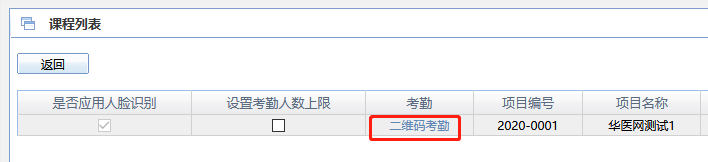 课程列表
返回
是否应用人脸识别 设置考勤人数上限 考勤 项目编号 项目名称
二维码考勤 2020-0001 华医网测试1